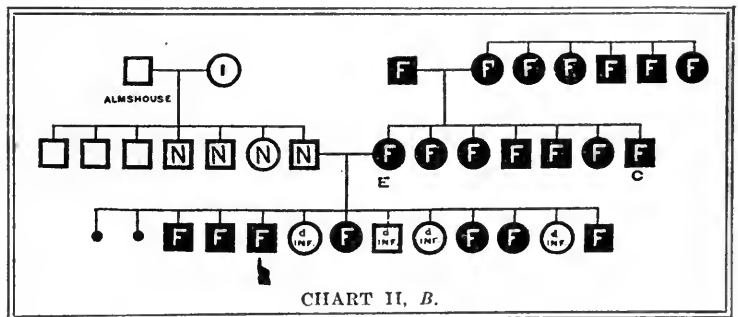 F F F F F F
I F
ALMSHOUSE
N N N N F F F F F F F
E C
F F F d INF. F d INF. d INF. F F d INF. F
CHART II, B.